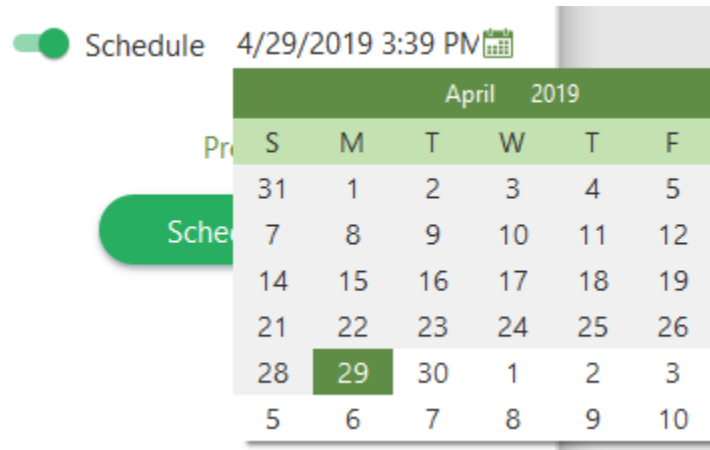 Schedule 4/29/2019 3:39 PM
April 2019
S M T W T F
31 1 2 3 4 5
7 8 9 10 11 12
14 15 16 17 18 19
21 22 23 24 25 26
28 29 30 1 2 3
5 6 7 8 9 10